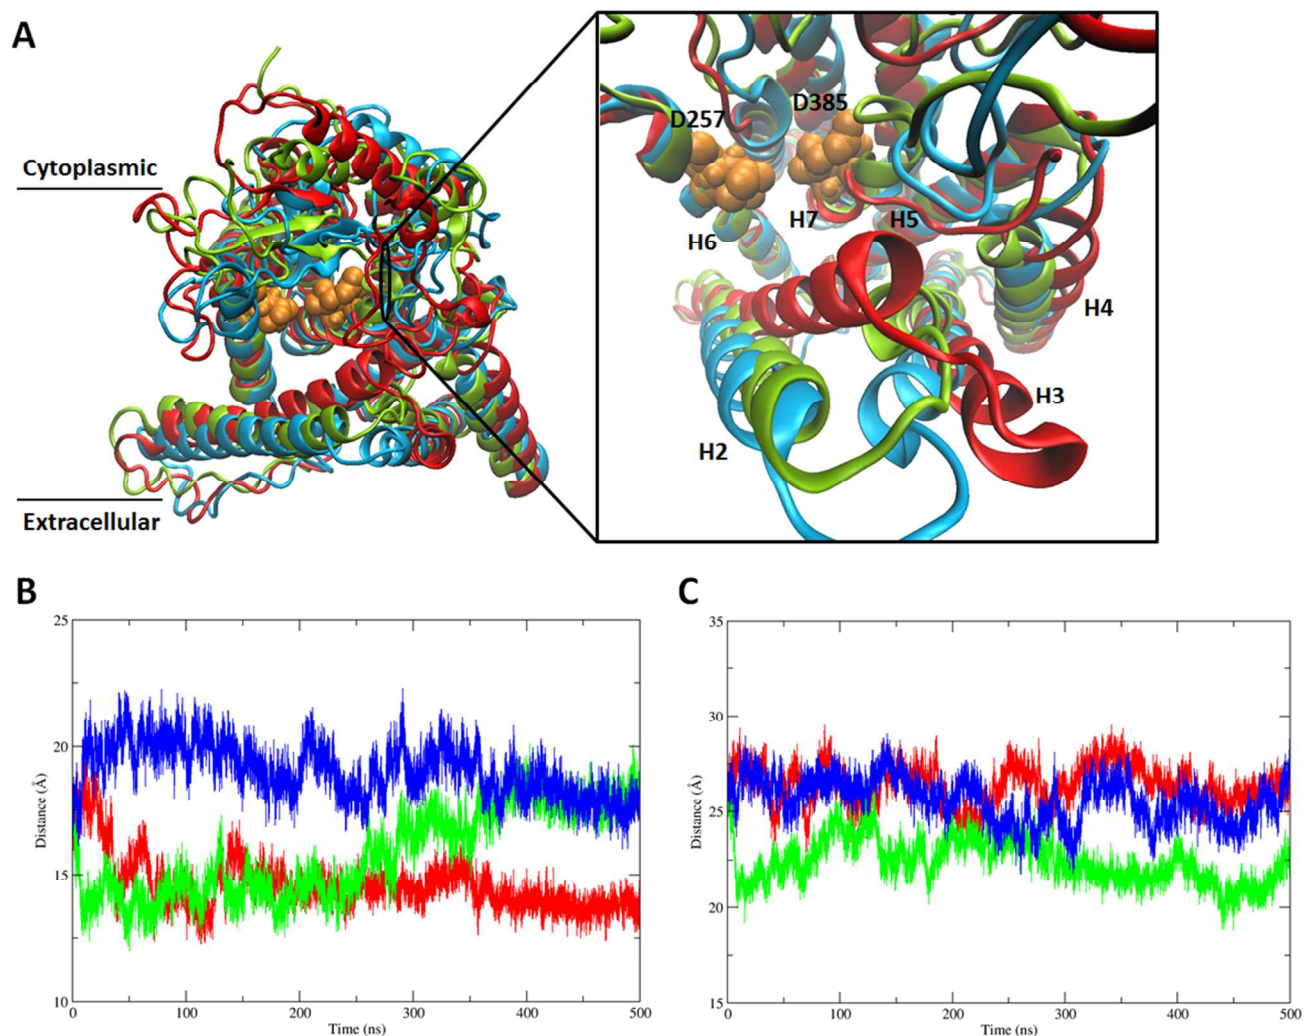 A
Cytoplasmic
Extracellular
D257
D385
H6
H7
H5
H4
H3
H2
B
25
20
15
10
Distance (Å)
0
100
200
300
400
500
Time (ns)
C
35
30
25
20
15
Distance (Å)
0
100
200
300
400
500
Time (ns)